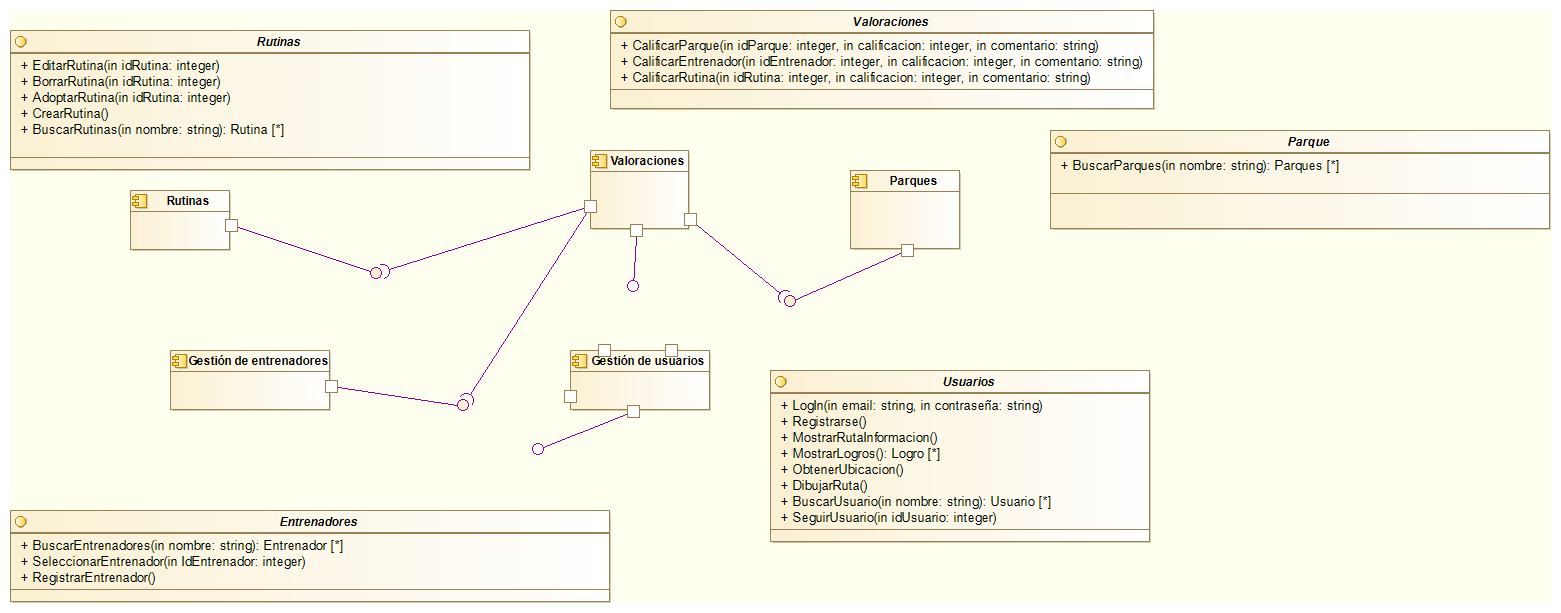 Rutinas
+ EditarRutina(in idRutina: integer)
+ BorrarRutina(in idRutina: integer)
+ AdoptarRutina(in idRutina: integer)
+ CrearRutina()
+ BuscarRutinas(in nombre: string): Rutina [*]
Valoraciones
+ CalificarParque(in idParque: integer, in calificacion: integer, in comentario: string)
+ CalificarEntrenador(in idEntrenador: integer, in calificacion: integer, in comentario: string)
+ CalificarRutina(in idRutina: integer, in calificacion: integer, in comentario: string)
Parque
+ BuscarParques(in nombre: string): Parques [*]
Valoraciones
Parques
Rutinas
Gestión de entrenadores
Gestión de usuarios
Usuarios
+ LogIn(in email: string, in contraseña: string)
+ Registrarse()
+ MostrarRutaInformacion()
+ MostrarLogros(): Logro [*]
+ ObtenerUbicacion()
+ DibujarRuta()
+ BuscarUsuario(in nombre: string): Usuario [*]
+ SeguirUsuario(in idUsuario: integer)
Entrenadores
+ BuscarEntrenadores(in nombre: string): Entrenador [*]
+ SeleccionarEntrenador(in IdEntrenador: integer)
+ RegistrarEntrenador()